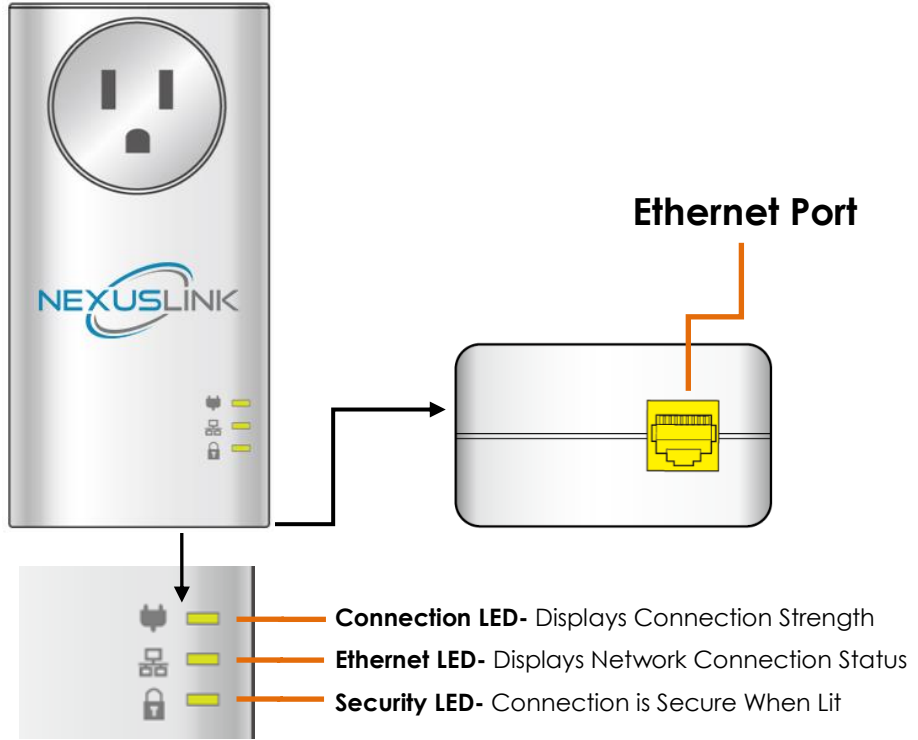 Ethernet Port
NEXUSLINK
Connection LED- Displays Connection Strength
Ethernet LED- Displays Network Connection Status
Security LED- Connection is Secure When Lit